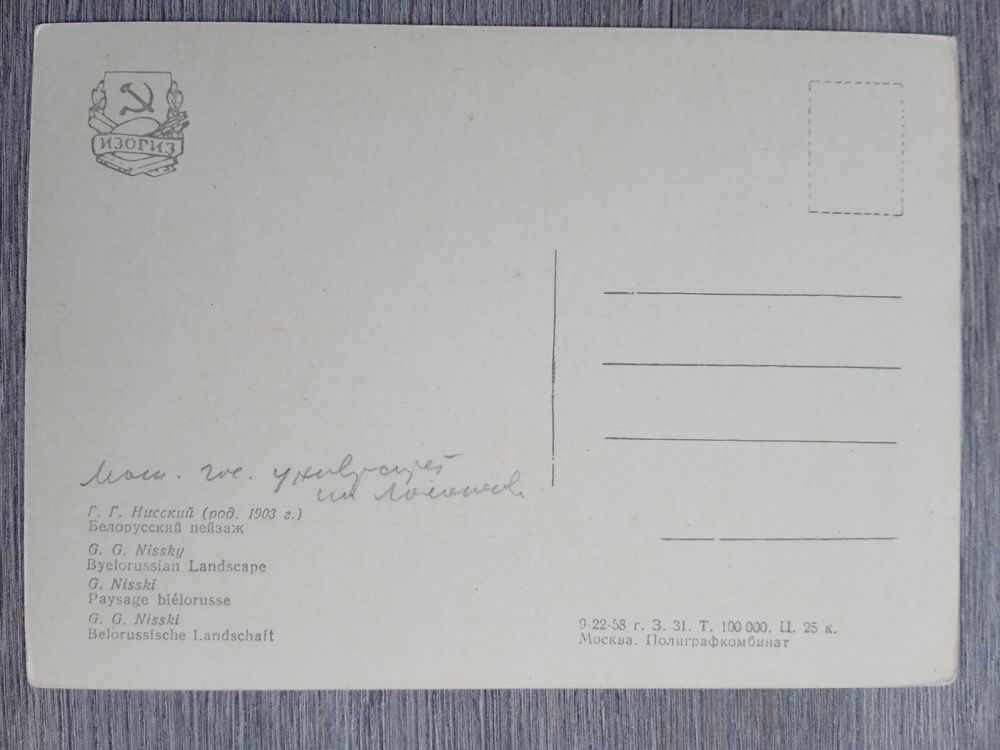 ИЗОГИЗ
Моск. гос. университет
им Ломоносов.
Г. Г. Нисский (род. 1903 г.)
Белорусский пейзаж
G. G. Nissky
Byelorussian Landscape
G. Nisski
Paysage biélorusse
G. G. Nisski
Belorussische Landschaft
9-22-58 г. З. 31. Т. 100 000. Ц. 25 к.
Москва. Полиграфкомбинат